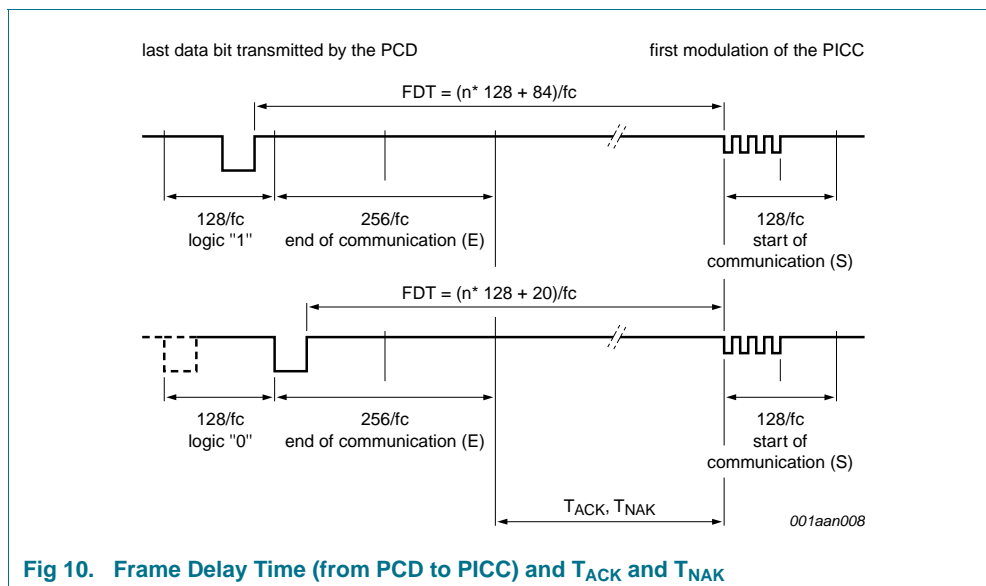 last data bit transmitted by the PCD
first modulation of the PICC
FDT = (n* 128 + 84)/fc
128/fc
logic "1"
256/fc
end of communication (E)
128/fc
start of
communication (S)
FDT = (n* 128 + 20)/fc
128/fc
logic "0"
256/fc
end of communication (E)
128/fc
start of
communication (S)
TACK, TNAK
001aan008
Fig 10. Frame Delay Time (from PCD to PICC) and TACK and TNAK